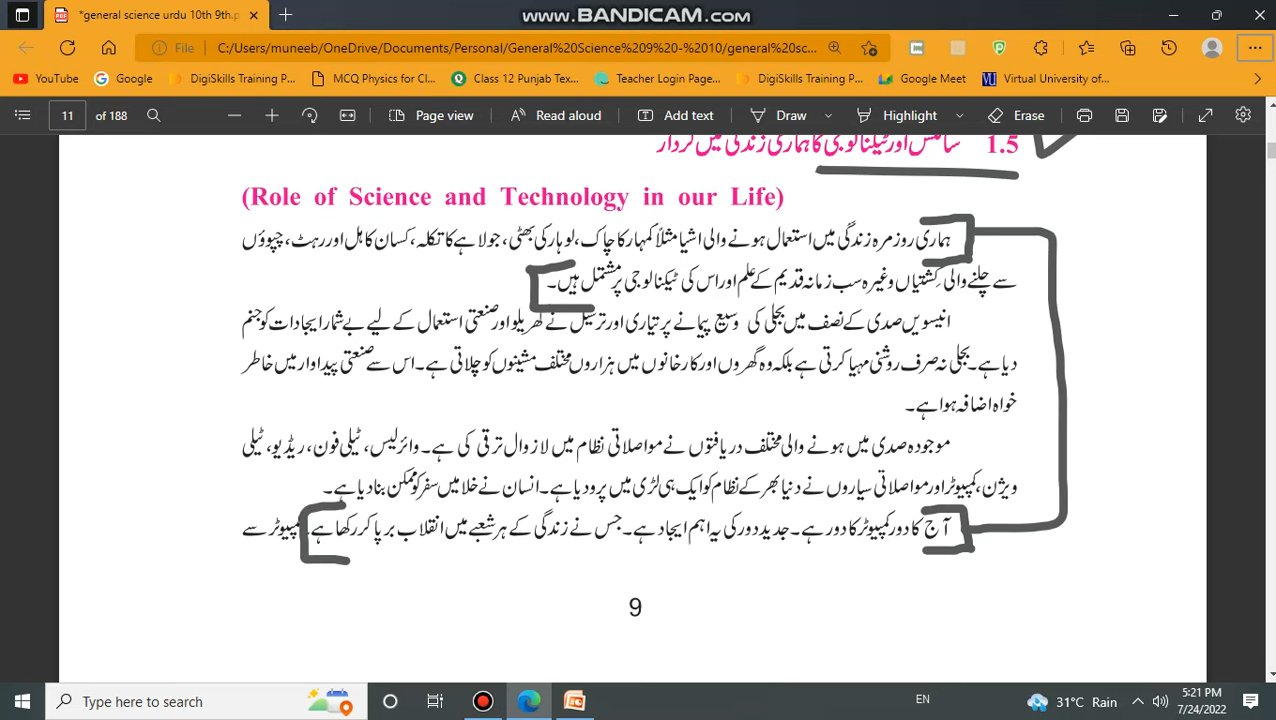 *general science urdu 10th 9th.p
www.BANDICAM.com
File
C:/Users/muneeb/OneDrive/Documents/Personal/General%20Science%209%20-%2010/general%20sc...
YouTube
Google
DigiSkills Training P...
MCQ Physics for Cl...
Class 12 Punjab Tex...
Teacher Login Page...
DigiSkills Training P...
Google Meet
Virtual University of...
11 of 188
Page view
Read aloud
Add text
Draw
Highlight
Erase
1.5 سائنس اور ٹیکنالوجی کا ہماری زندگی میں کردار
(Role of Science and Technology in our Life)
ہماری روزمرہ زندگی میں استعمال ہونے والی اشیا مثلاً کمہار کا چاک، لوہار کی بھٹی، جولاہے کا تکلہ، کسان کا ہل اور رہٹ، چپوؤں
سے چلنے والی کشتیاں وغیرہ سب زمانہ قدیم کے علم اور اس کی ٹیکنالوجی پر مشتمل ہیں۔
انیسویں صدی کے نصف میں بجلی کی وسیع پیمانے پر تیاری اور ترسیل نے گھریلو اور صنعتی استعمال کے لیے بے شمار ایجادات کو جنم
دیا ہے۔ بجلی نہ صرف روشنی مہیا کرتی ہے بلکہ وہ گھروں اور کارخانوں میں ہزاروں مختلف مشینوں کو چلاتی ہے۔ اس سے صنعتی پیداوار میں خاطر
خواہ اضافہ ہوا ہے۔
موجودہ صدی میں ہونے والی مختلف دریافتوں نے مواصلاتی نظام میں لازوال ترقی کی ہے۔ وائرلیس، ٹیلی فون، ریڈیو، ٹیلی
ویژن، کمپیوٹر اور مواصلاتی سیاروں نے دنیا بھر کے نظام کو ایک ہی لڑی میں پرو دیا ہے۔ انسان نے خلا میں سفر کو ممکن بنا دیا ہے۔
آج کا دور کمپیوٹر کا دور ہے۔ جدید دور کی یہ اہم ایجاد ہے۔ جس نے زندگی کے ہر شعبے میں انقلاب برپا کر رکھا ہے۔ کمپیوٹر سے
9
Type here to search
EN
31°C Rain
5:21 PM
7/24/2022